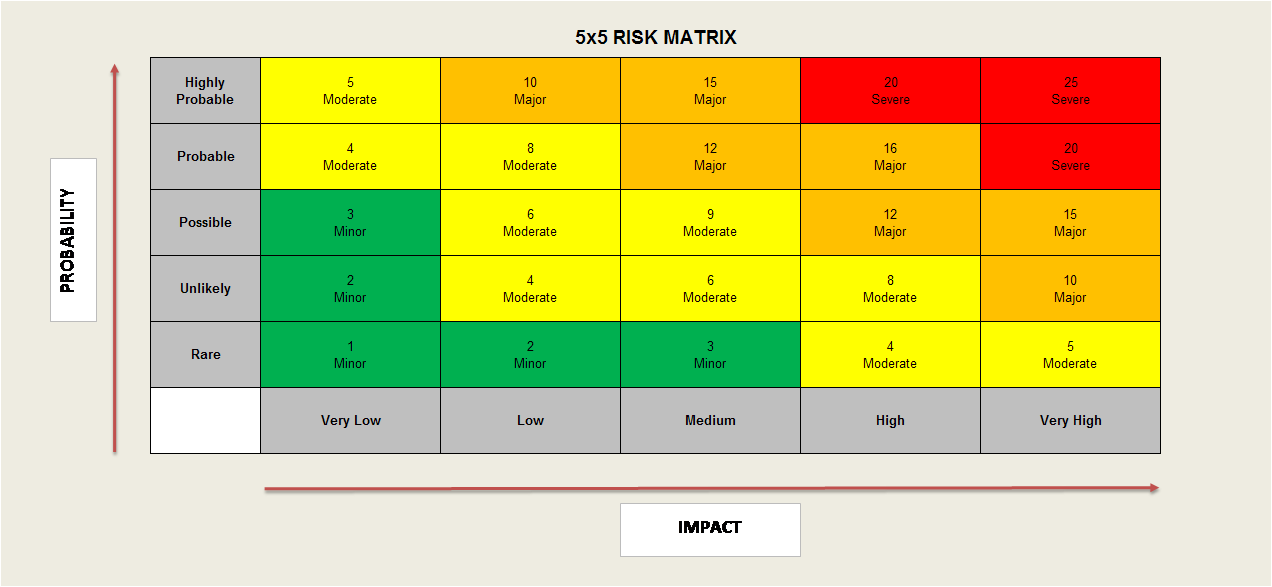 5x5 RISK MATRIX
Highly
Probable
5
Moderate
10
Major
15
Major
20
Severe
25
Severe
Probable
4
Moderate
8
Moderate
12
Major
16
Major
20
Severe
PROBABILITY
Possible
3
Minor
6
Moderate
9
Moderate
12
Major
15
Major
Unlikely
2
Minor
4
Moderate
6
Moderate
8
Moderate
10
Major
Rare
1
Minor
2
Minor
3
Minor
4
Moderate
5
Moderate
Very Low
Low
Medium
High
Very High
IMPACT